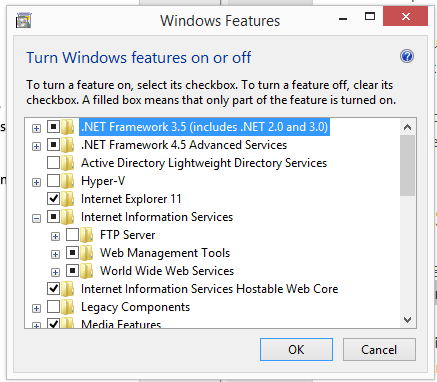 Windows Features
Turn Windows features on or off
To turn a feature on, select its checkbox. To turn a feature off, clear its
checkbox. A filled box means that only part of the feature is turned on.
.NET Framework 3.5 (includes .NET 2.0 and 3.0)
.NET Framework 4.5 Advanced Services
Active Directory Lightweight Directory Services
Hyper-V
Internet Explorer 11
Internet Information Services
FTP Server
Web Management Tools
World Wide Web Services
Internet Information Services Hostable Web Core
Legacy Components
Media Features
OK Cancel